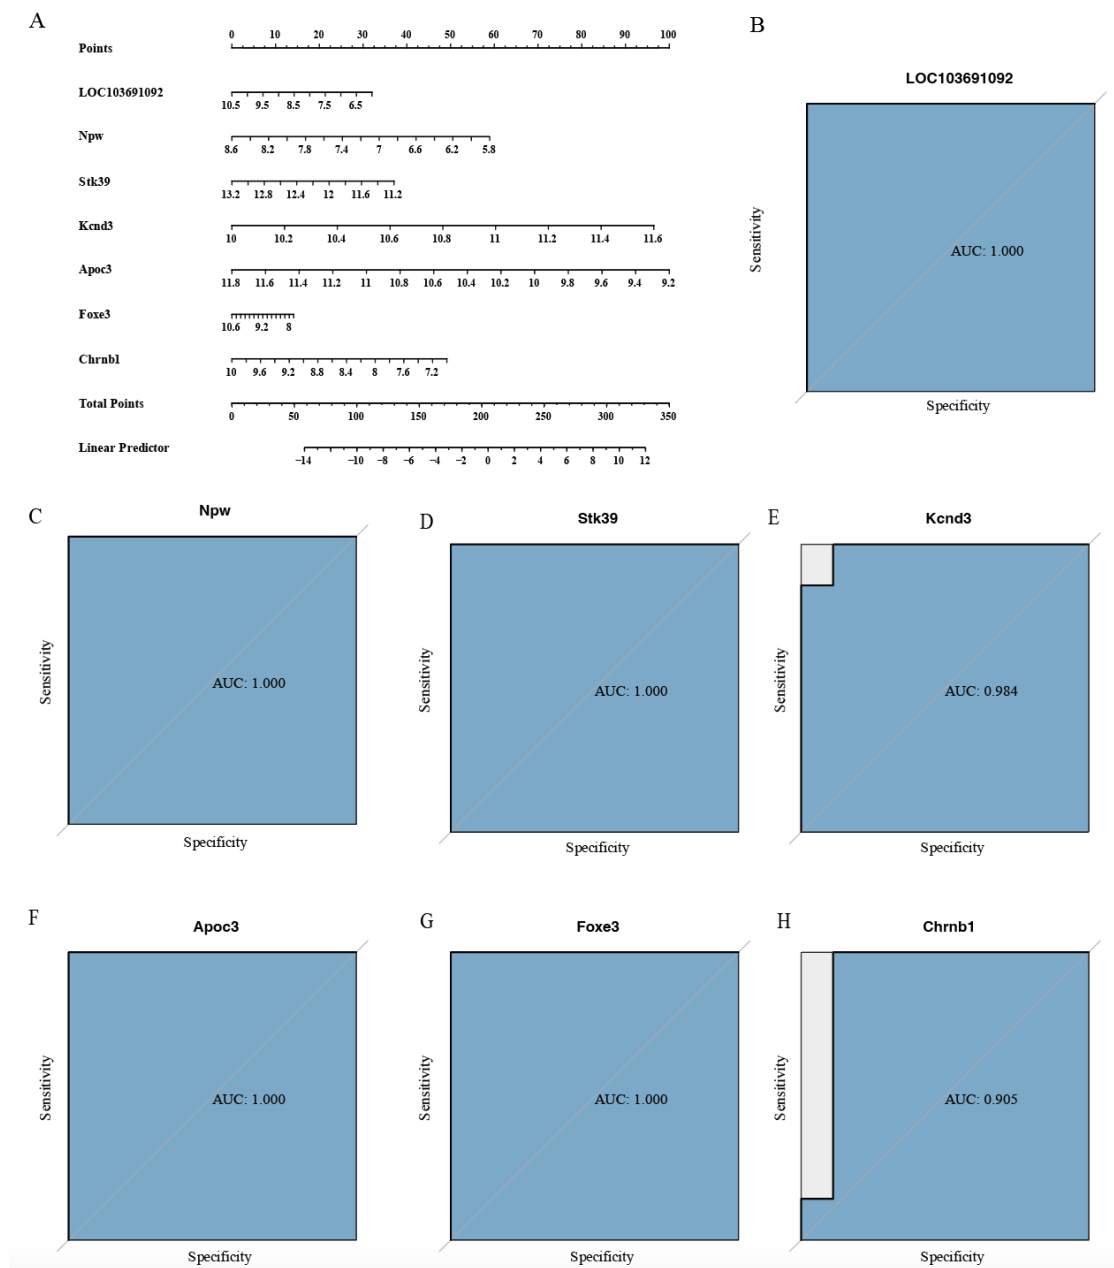 A
Points
0 10 20 30 40 50 60 70 80 90 100
LOC103691092
10.5 9.5 8.5 7.5 6.5
Npw
8.6 8.2 7.8 7.4 7 6.6 6.2 5.8
Stk39
13.2 12.8 12.4 12 11.6 11.2
Kcnd3
10 10.2 10.4 10.6 10.8 11 11.2 11.4 11.6
Apoc3
11.8 11.6 11.4 11.2 11 10.8 10.6 10.4 10.2 10 9.8 9.6 9.4 9.2
Foxe3
10.6 9.2 8
Chrnb1
10 9.6 9.2 8.8 8.4 8 7.6 7.2
Total Points
0 50 100 150 200 250 300 350
Linear Predictor
−14 −10 −8 −6 −4 −2 0 2 4 6 8 10 12
B
LOC103691092
Sensitivity
AUC: 1.000
Specificity
C
Npw
Sensitivity
AUC: 1.000
Specificity
D
Stk39
Sensitivity
AUC: 1.000
Specificity
E
Kcnd3
Sensitivity
AUC: 0.984
Specificity
F
Apoc3
Sensitivity
AUC: 1.000
Specificity
G
Foxe3
Sensitivity
AUC: 1.000
Specificity
H
Chrnb1
Sensitivity
AUC: 0.905
Specificity